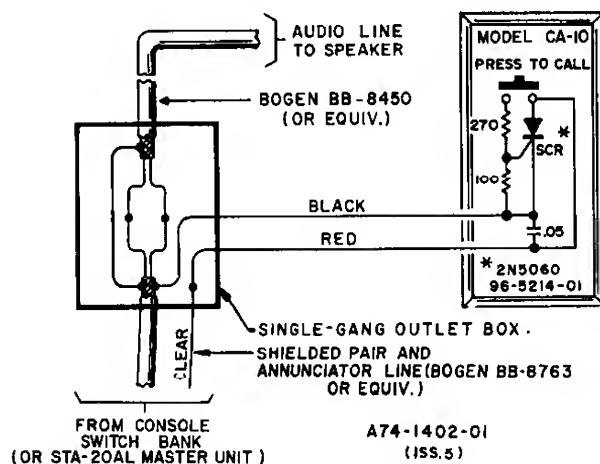 AUDIO LINE
TO SPEAKER
BOGEN BB-8450
(OR EQUIV.)
MODEL CA-10
PRESS TO CALL
270
*
SCR
100
BLACK
.05
RED
* 2N5060
96-5214-01
SINGLE-GANG OUTLET BOX.
CLEAR
SHIELDED PAIR AND
ANNUNCIATOR LINE (BOGEN BB-8763
OR EQUIV.)
FROM CONSOLE
SWITCH BANK
(OR STA-20AL MASTER UNIT)
A74-1402-01
(ISS.5)